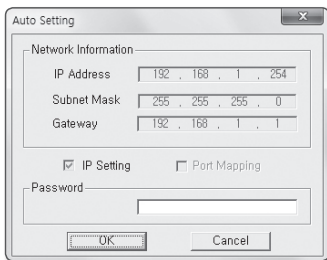 Auto Setting
Network Information
IP Address 192 . 168 . 1 . 254
Subnet Mask 255 . 255 . 255 . 0
Gateway 192 . 168 . 1 . 1
IP Setting Port Mapping
Password
OK Cancel